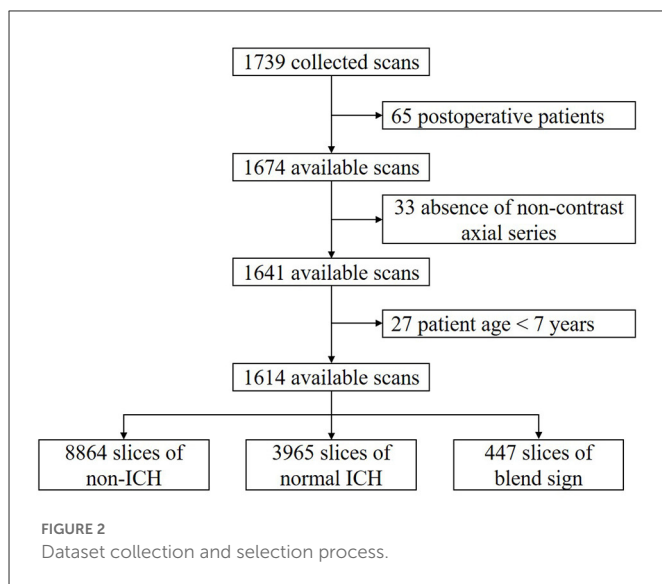 1739 collected scans
65 postoperative patients
1674 available scans
33 absence of non-contrast
axial series
1641 available scans
27 patient age < 7 years
1614 available scans
8864 slices of
non-ICH
3965 slices of
normal ICH
447 slices of
blend sign
FIGURE 2
Dataset collection and selection process.